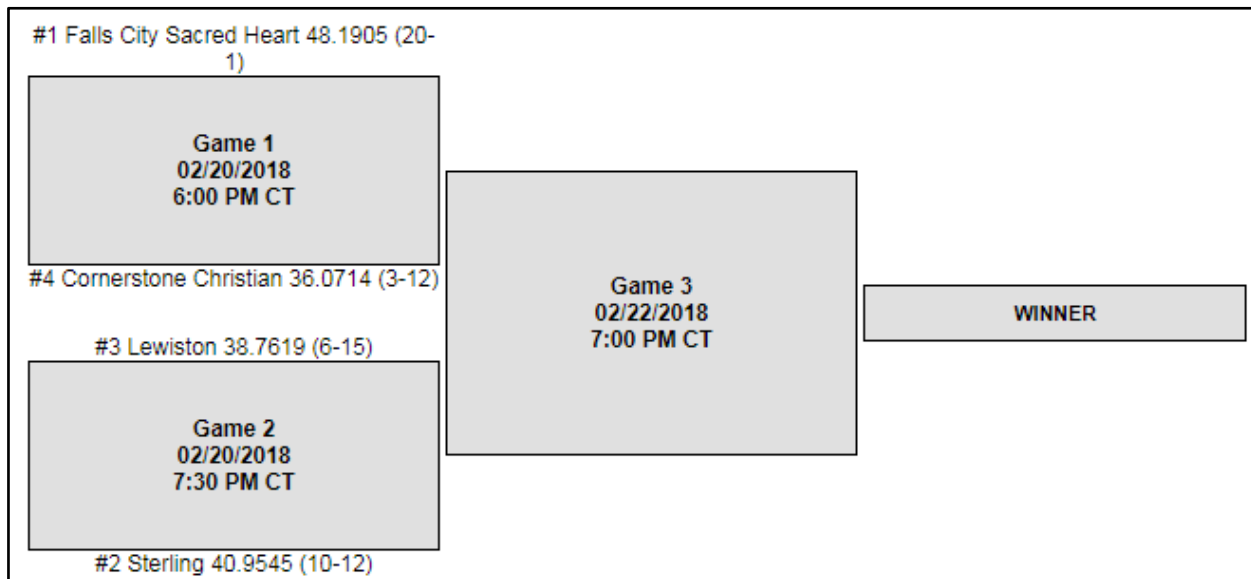 #1 Falls City Sacred Heart 48.1905 (20-
1)
Game 1
02/20/2018
6:00 PM CT
#4 Cornerstone Christian 36.0714 (3-12)
#3 Lewiston 38.7619 (6-15)
Game 2
02/20/2018
7:30 PM CT
#2 Sterling 40.9545 (10-12)
Game 3
02/22/2018
7:00 PM CT
WINNER